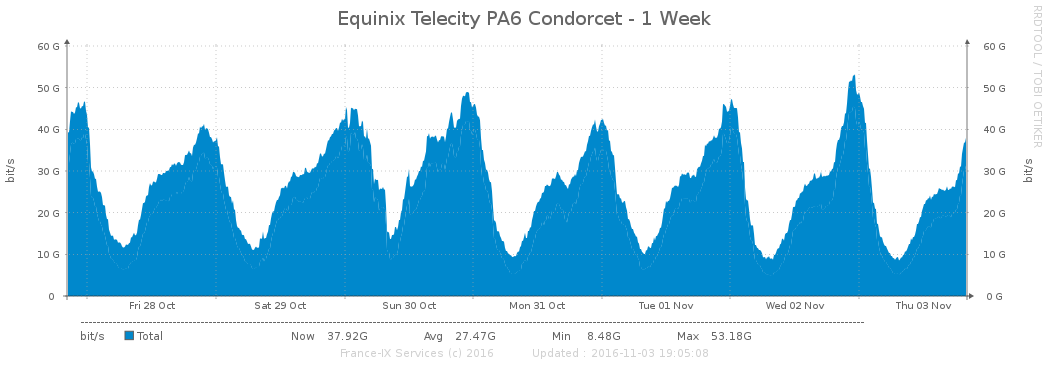 Equinix Telecity PA6 Condorcet - 1 Week
RRDTOOL / TOBI OETIKER
60 G 60 G
50 G 50 G
40 G 40 G
30 G 30 G
20 G 20 G
10 G 10 G
0 0 G
bit/s
bit/s
Fri 28 Oct Sat 29 Oct Sun 30 Oct Mon 31 Oct Tue 01 Nov Wed 02 Nov Thu 03 Nov
bit/s Total Now 37.92G Avg 27.47G Min 8.48G Max 53.18G
France-IX Services (c) 2016 Updated : 2016-11-03 19:05:08